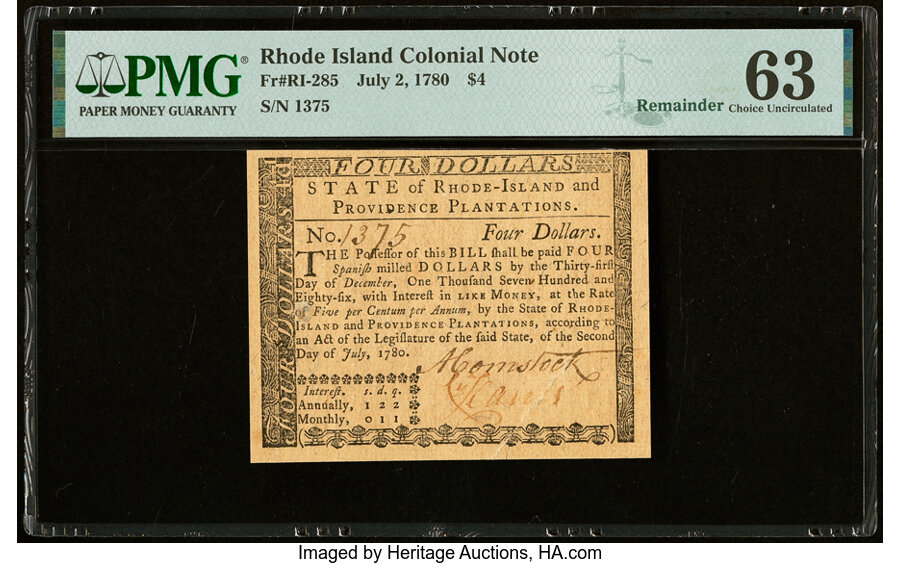 PMG®
PAPER MONEY GUARANTY
Rhode Island Colonial Note
Fr#RI-285 July 2, 1780 $4
S/N 1375
Remainder
63
Choice Uncirculated
FOUR DOLLARS
FOUR DOLLARS
STATE of RHODE-ISLAND and
PROVIDENCE PLANTATIONS.
No. 1375 Four Dollars.
THE Poſſeſſor of this BILL ſhall be paid FOUR
Spaniſh milled DOLLARS by the Thirty-firſt
Day of December, One Thouſand Seven Hundred and
Eighty-ſix, with Intereſt in LIKE MONEY, at the Rate
of Five per Centum per Annum, by the State of RHODE-
ISLAND and PROVIDENCE PLANTATIONS, according to
an Act of the Legiſlature of the ſaid State, of the Second
Day of July, 1780.
Intereſt. s. d. q.
Annually, 1 2 2
Monthly, 0 1 1
Imaged by Heritage Auctions, HA.com